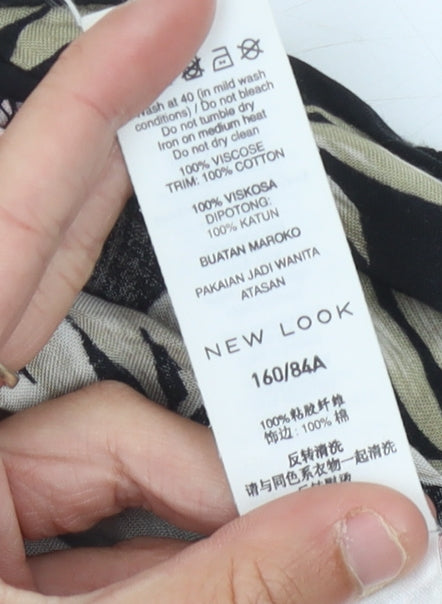 Wash at 40 (in mild wash
conditions) / Do not bleach
Do not tumble dry
Iron on medium heat
Do not dry clean
100% VISCOSE
TRIM: 100% COTTON
100% VISKOSA
DIPOTONG:
100% KATUN
BUATAN MAROKO
PAKAIAN JADI WANITA
ATASAN
NEW LOOK
160/84A
100%粘胶纤维
饰边: 100% 棉
反转清洗
请与同色系衣物一起清洗